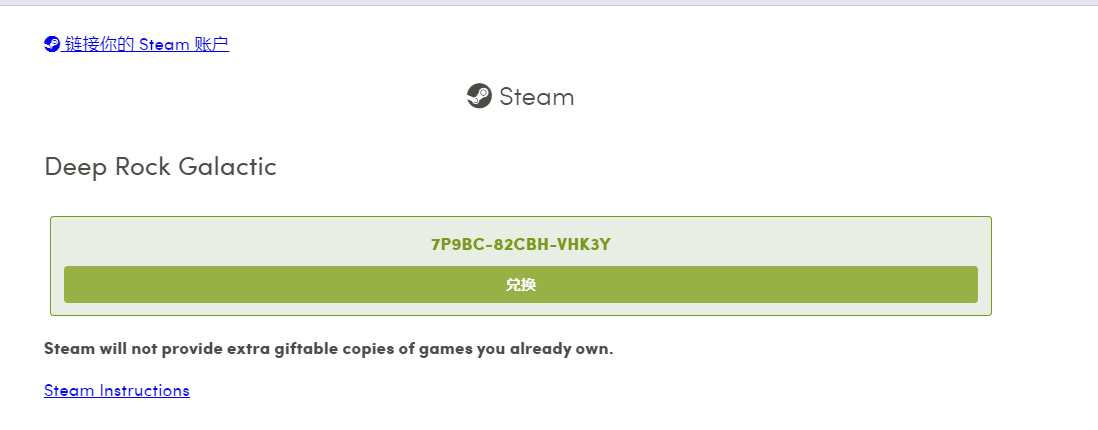 链接你的 Steam 账户
Steam
Deep Rock Galactic
7P9BC-82CBH-VHK3Y
兑换
Steam will not provide extra giftable copies of games you already own.
Steam Instructions